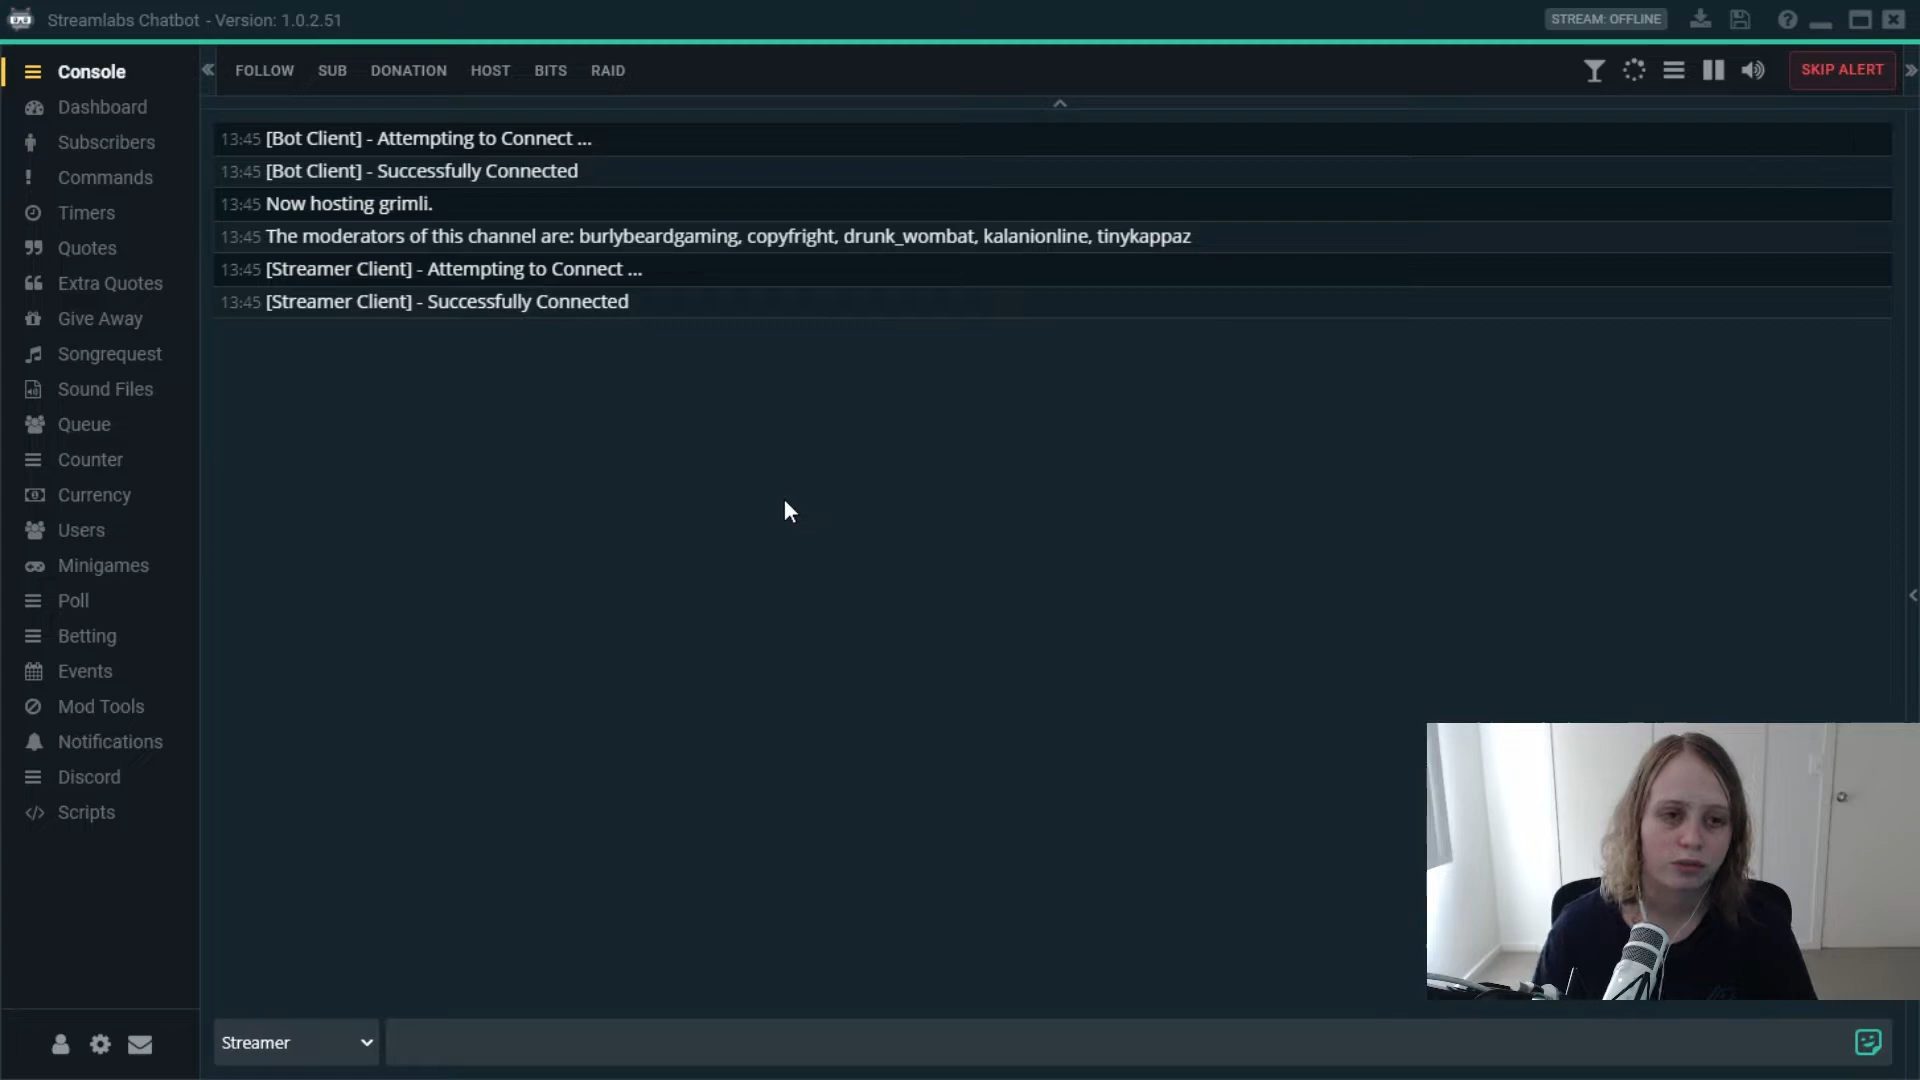 Streamlabs Chatbot - Version: 1.0.2.51
STREAM: OFFLINE
Console
Dashboard
Subscribers
Commands
Timers
Quotes
Extra Quotes
Give Away
Songrequest
Sound Files
Queue
Counter
Currency
Users
Minigames
Poll
Betting
Events
Mod Tools
Notifications
Discord
Scripts
FOLLOW SUB DONATION HOST BITS RAID
SKIP ALERT
13:45 [Bot Client] - Attempting to Connect ...
13:45 [Bot Client] - Successfully Connected
13:45 Now hosting grimli.
13:45 The moderators of this channel are: burlybeardgaming, copyfright, drunk_wombat, kalanionline, tinykappaz
13:45 [Streamer Client] - Attempting to Connect ...
13:45 [Streamer Client] - Successfully Connected
Streamer